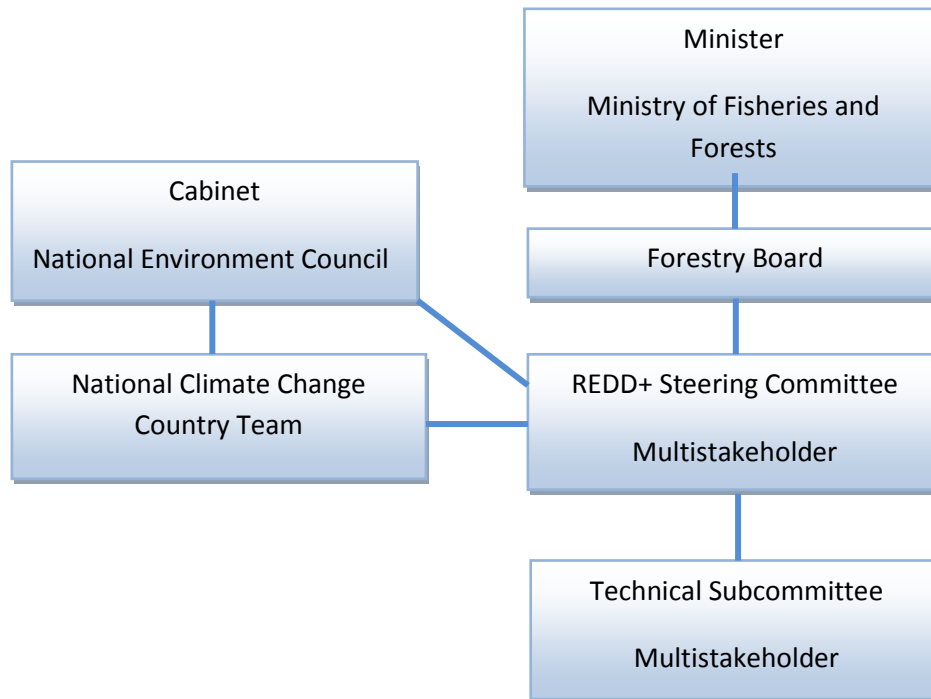 Minister
Ministry of Fisheries and
Forests
Cabinet
National Environment Council
Forestry Board
National Climate Change
Country Team
REDD+ Steering Committee
Multistakeholder
Technical Subcommittee
Multistakeholder